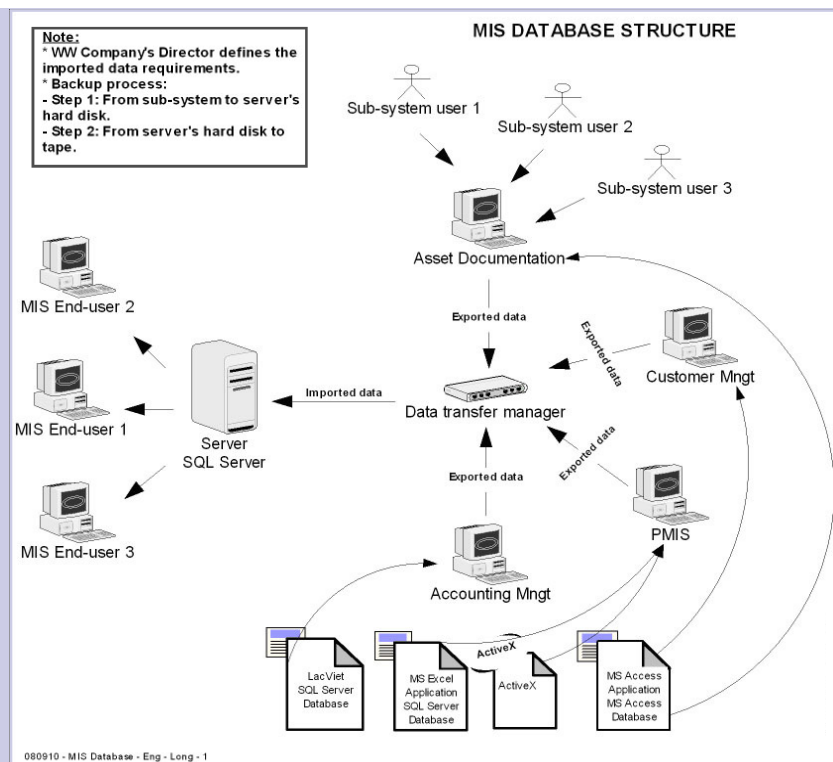 MIS DATABASE STRUCTURE
Note:
* WW Company's Director defines the
imported data requirements.
* Backup process:
- Step 1: From sub-system to server's
hard disk.
- Step 2: From server's hard disk to
tape.
Sub-system user 1
Sub-system user 2
Sub-system user 3
Asset Documentation
MIS End-user 2
Exported data
Exported data
Customer Mngt
Imported data
Data transfer manager
MIS End-user 1
Server
SQL Server
Exported data
Exported data
PMIS
MIS End-user 3
Accounting Mngt
LacViet
SQL Server
Database
MS Excel
Application
SQL Server
Database
ActiveX
ActiveX
MS Access
Application
MS Access
Database
080910 - MIS Database - Eng - Long - 1